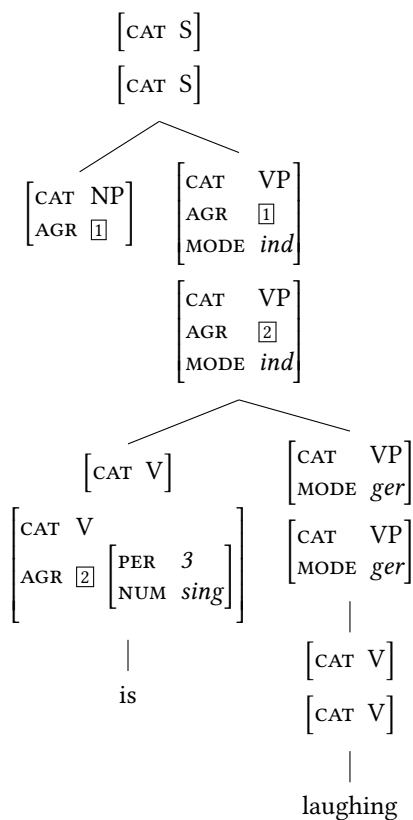 [CAT S]
[CAT S]
[CAT NP
AGR 1]
[CAT VP
AGR 1
MODE ind]
[CAT VP
AGR 2
MODE ind]
[CAT V]
[CAT VP
MODE ger]
[CAT V
AGR 2 [PER 3
NUM sing]]
[CAT VP
MODE ger]
is
[CAT V]
[CAT V]
laughing